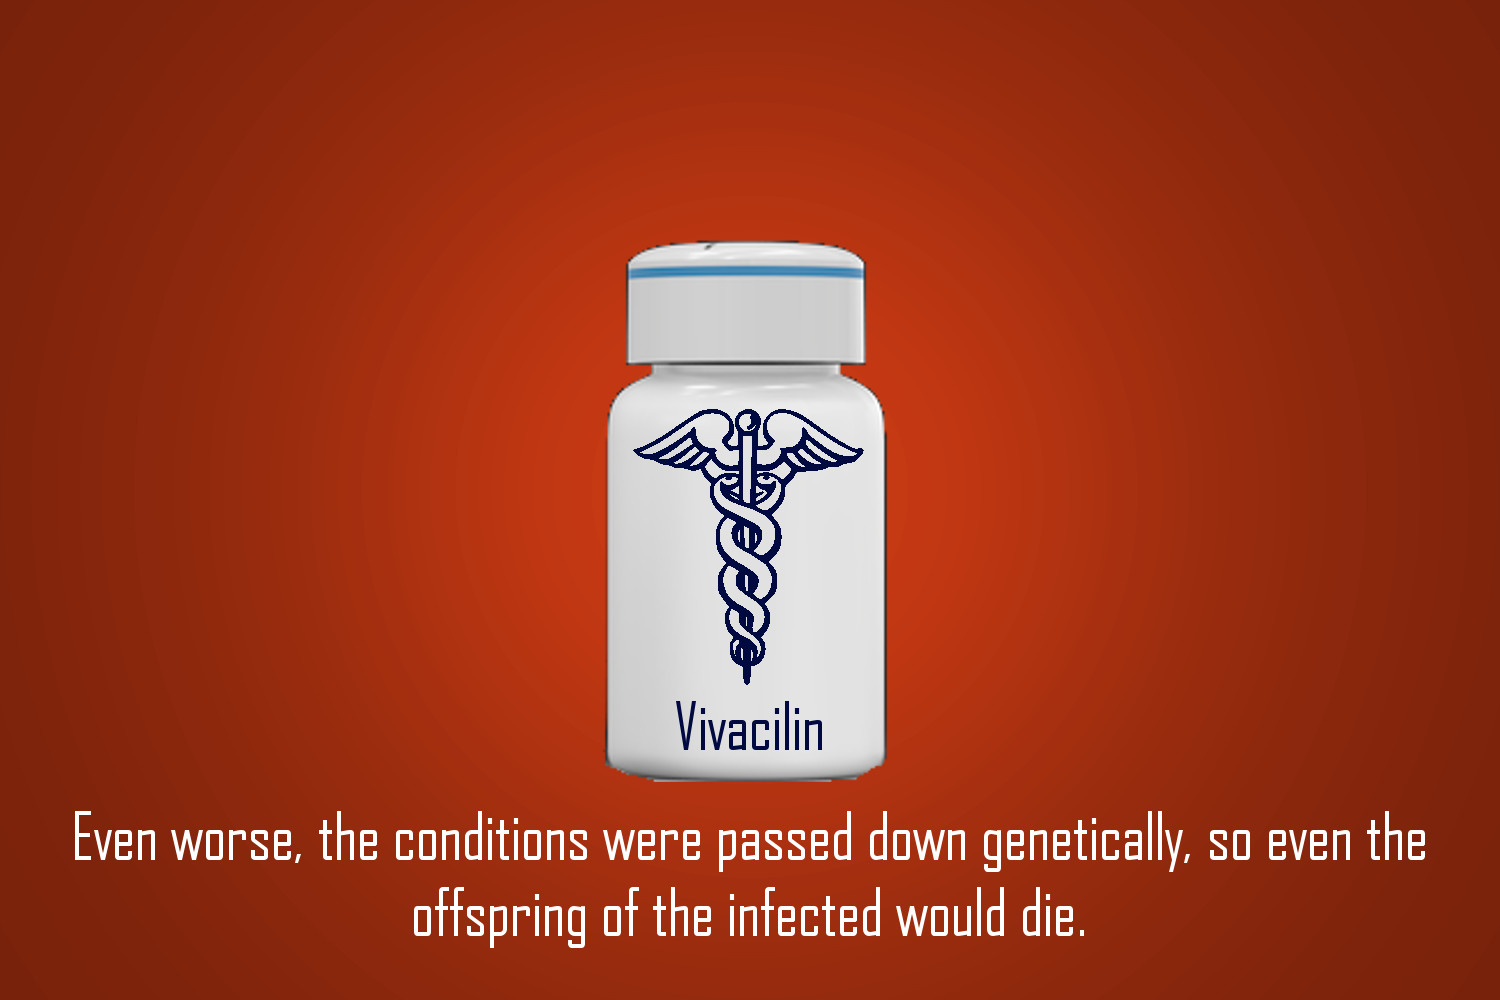 Vivacilin
Even worse, the conditions were passed down genetically, so even the
offspring of the infected would die.